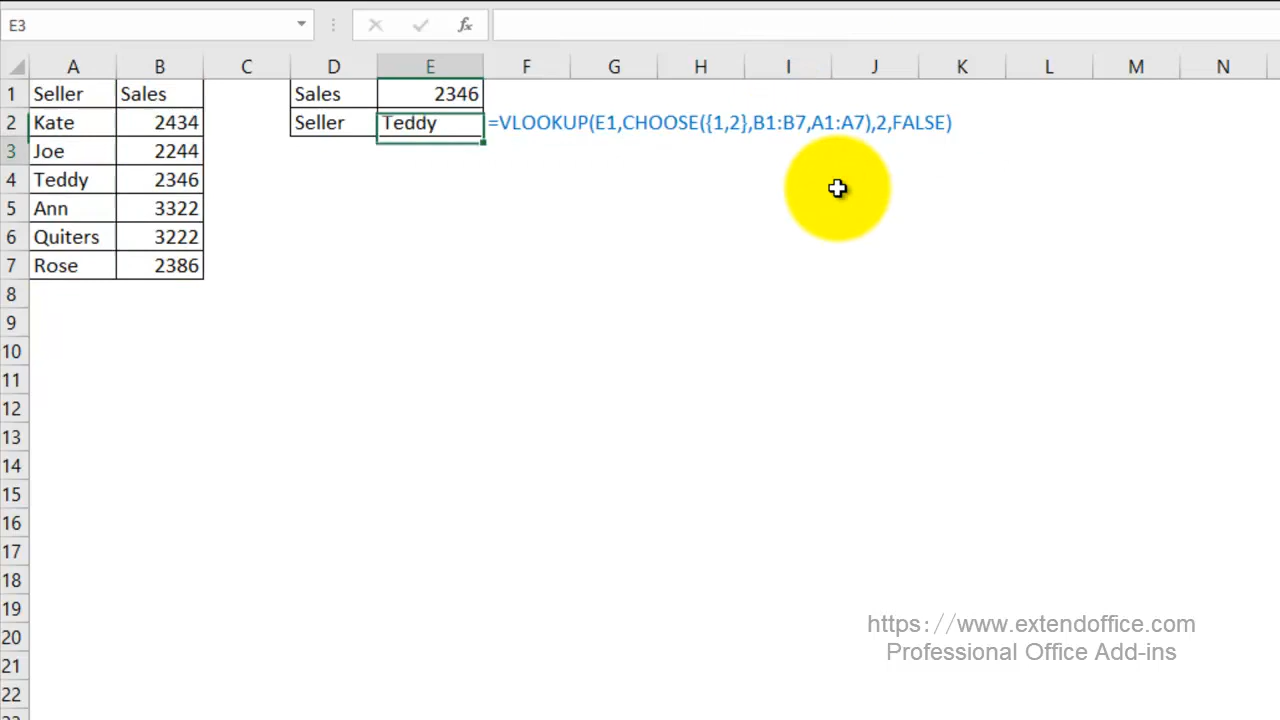 E3
fx
A B C D E F G H I J K L M N
1 Seller Sales Sales 2346
2 Kate 2434 Seller Teddy =VLOOKUP(E1,CHOOSE({1,2},B1:B7,A1:A7),2,FALSE)
3 Joe 2244
4 Teddy 2346
5 Ann 3322
6 Quiters 3222
7 Rose 2386
8
9
10
11
12
13
14
15
16
17
18
19
20
21
22
https://www.extendoffice.com
Professional Office Add-ins